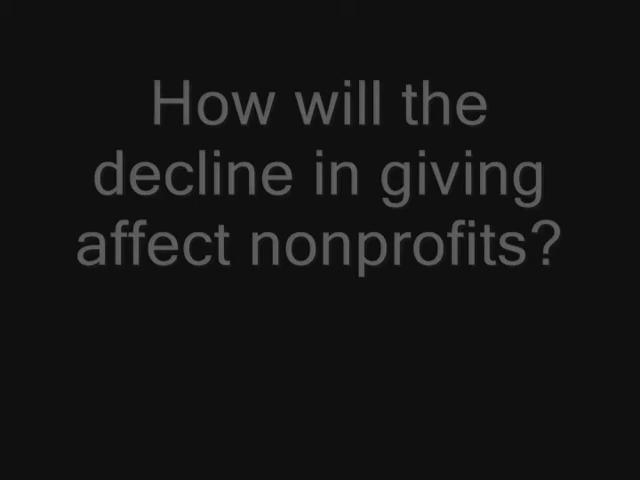 How will the
decline in giving
affect nonprofits?